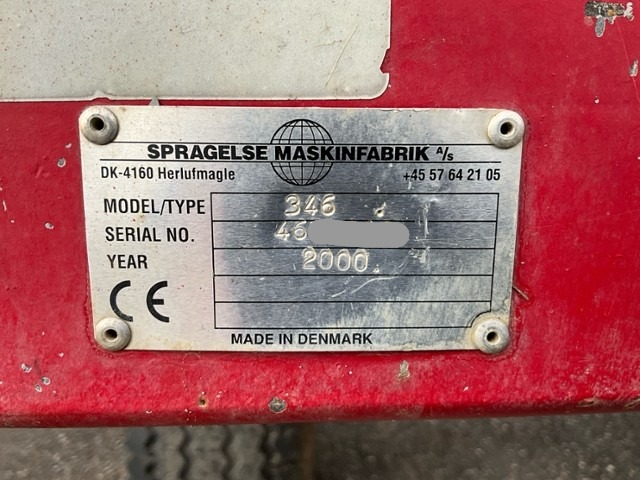 SPRAGELSE MASKINFABRIK A/S
DK-4160 Herlufmagle +45 57 64 21 05
MODEL/TYPE 346
SERIAL NO. 46
YEAR 2000
CE
MADE IN DENMARK